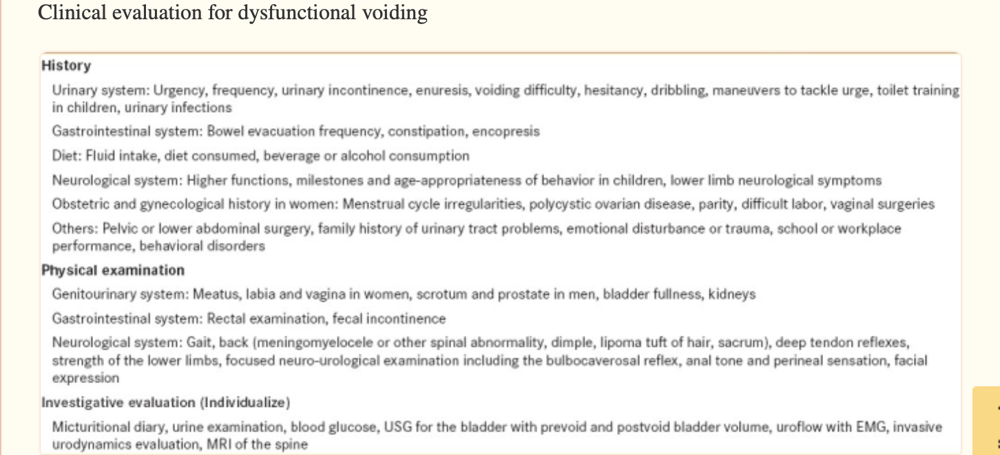 Clinical evaluation for dysfunctional voiding
History
Urinary system: Urgency, frequency, urinary incontinence, enuresis, voiding difficulty, hesitancy, dribbling, maneuvers to tackle urge, toilet training
in children, urinary infections
Gastrointestinal system: Bowel evacuation frequency, constipation, encopresis
Diet: Fluid intake, diet consumed, beverage or alcohol consumption
Neurological system: Higher functions, milestones and age-appropriateness of behavior in children, lower limb neurological symptoms
Obstetric and gynecological history in women: Menstrual cycle irregularities, polycystic ovarian disease, parity, difficult labor, vaginal surgeries
Others: Pelvic or lower abdominal surgery, family history of urinary tract problems, emotional disturbance or trauma, school or workplace
performance, behavioral disorders
Physical examination
Genitourinary system: Meatus, labia and vagina in women, scrotum and prostate in men, bladder fullness, kidneys
Gastrointestinal system: Rectal examination, fecal incontinence
Neurological system: Gait, back (meningomyelocele or other spinal abnormality, dimple, lipoma tuft of hair, sacrum), deep tendon reflexes,
strength of the lower limbs, focused neuro-urological examination including the bulbocaverosal reflex, anal tone and perineal sensation, facial
expression
Investigative evaluation (Individualize)
Micturitional diary, urine examination, blood glucose, USG for the bladder with prevoid and postvoid bladder volume, uroflow with EMG, invasive
urodynamics evaluation, MRI of the spine